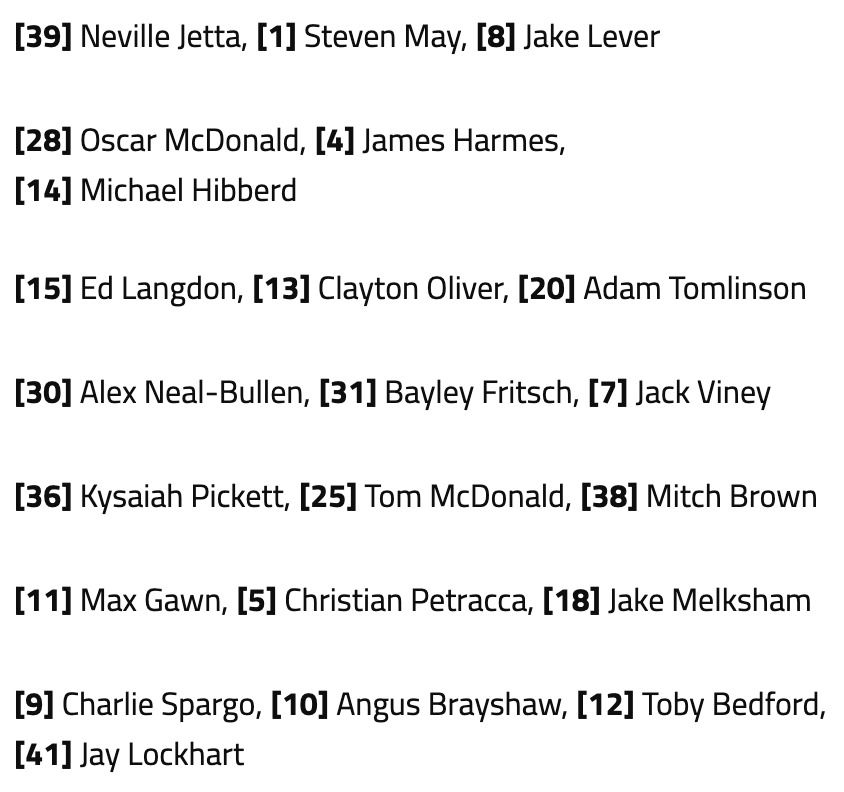 [39] Neville Jetta, [1] Steven May, [8] Jake Lever
[28] Oscar McDonald, [4] James Harmes,
[14] Michael Hibberd
[15] Ed Langdon, [13] Clayton Oliver, [20] Adam Tomlinson
[30] Alex Neal-Bullen, [31] Bayley Fritsch, [7] Jack Viney
[36] Kysaiah Pickett, [25] Tom McDonald, [38] Mitch Brown
[11] Max Gawn, [5] Christian Petracca, [18] Jake Melksham
[9] Charlie Spargo, [10] Angus Brayshaw, [12] Toby Bedford,
[41] Jay Lockhart